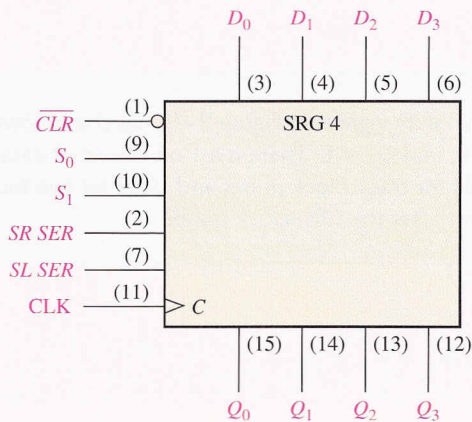 D0 D1 D2 D3
(3) (4) (5) (6)
CLR (1) SRG 4
S0 (9)
S1 (10)
SR SER (2)
SL SER (7)
CLK (11) C
(15) (14) (13) (12)
Q0 Q1 Q2 Q3